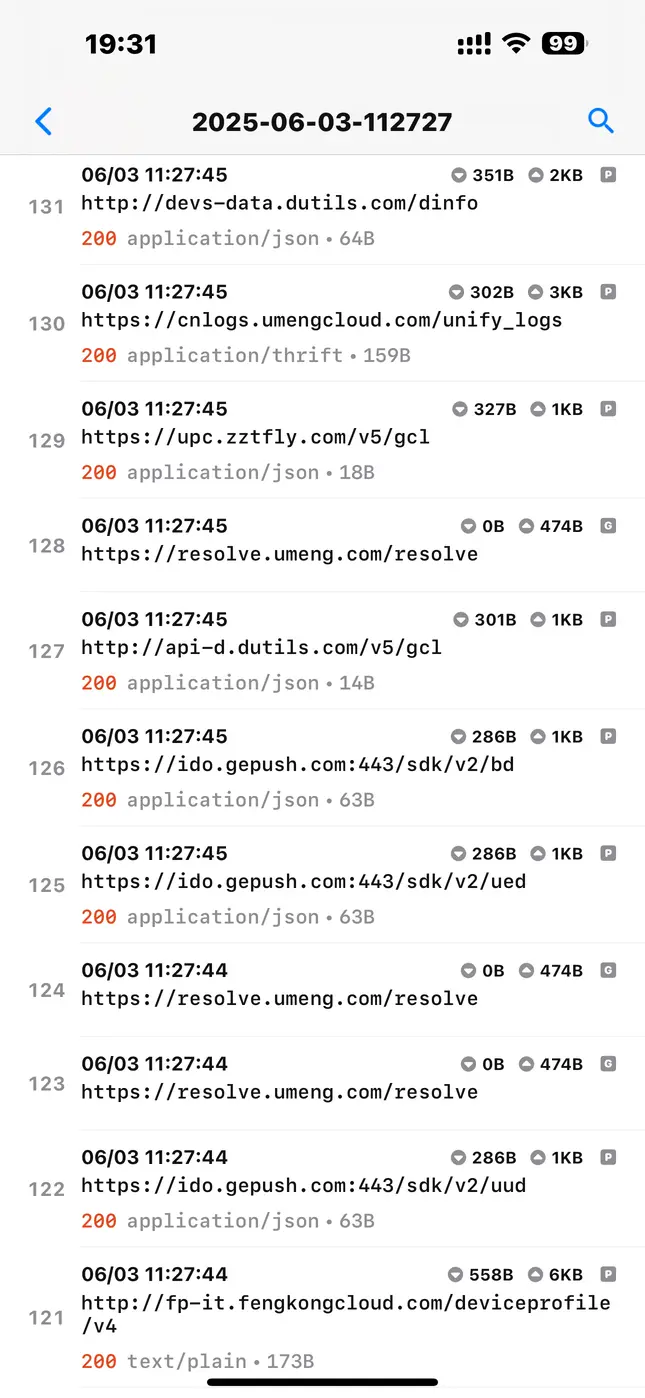 19:31
99
2025-06-03-112727
06/03 11:27:45 351B 2KB P
131
http://devs-data.dutils.com/dinfo
200 application/json • 64B
06/03 11:27:45 302B 3KB P
130
https://cnlogs.umengcloud.com/unify_logs
200 application/thrift • 159B
06/03 11:27:45 327B 1KB P
129
https://upc.zztfly.com/v5/gcl
200 application/json • 18B
06/03 11:27:45 0B 474B G
128
https://resolve.umeng.com/resolve
06/03 11:27:45 301B 1KB P
127
http://api-d.dutils.com/v5/gcl
200 application/json • 14B
06/03 11:27:45 286B 1KB P
126
https://ido.gepush.com:443/sdk/v2/bd
200 application/json • 63B
06/03 11:27:45 286B 1KB P
125
https://ido.gepush.com:443/sdk/v2/ued
200 application/json • 63B
06/03 11:27:44 0B 474B G
124
https://resolve.umeng.com/resolve
06/03 11:27:44 0B 474B G
123
https://resolve.umeng.com/resolve
06/03 11:27:44 286B 1KB P
122
https://ido.gepush.com:443/sdk/v2/uud
200 application/json • 63B
06/03 11:27:44 558B 6KB P
121
http://fp-it.fengkongcloud.com/deviceprofile
/v4
200 text/plain • 173B